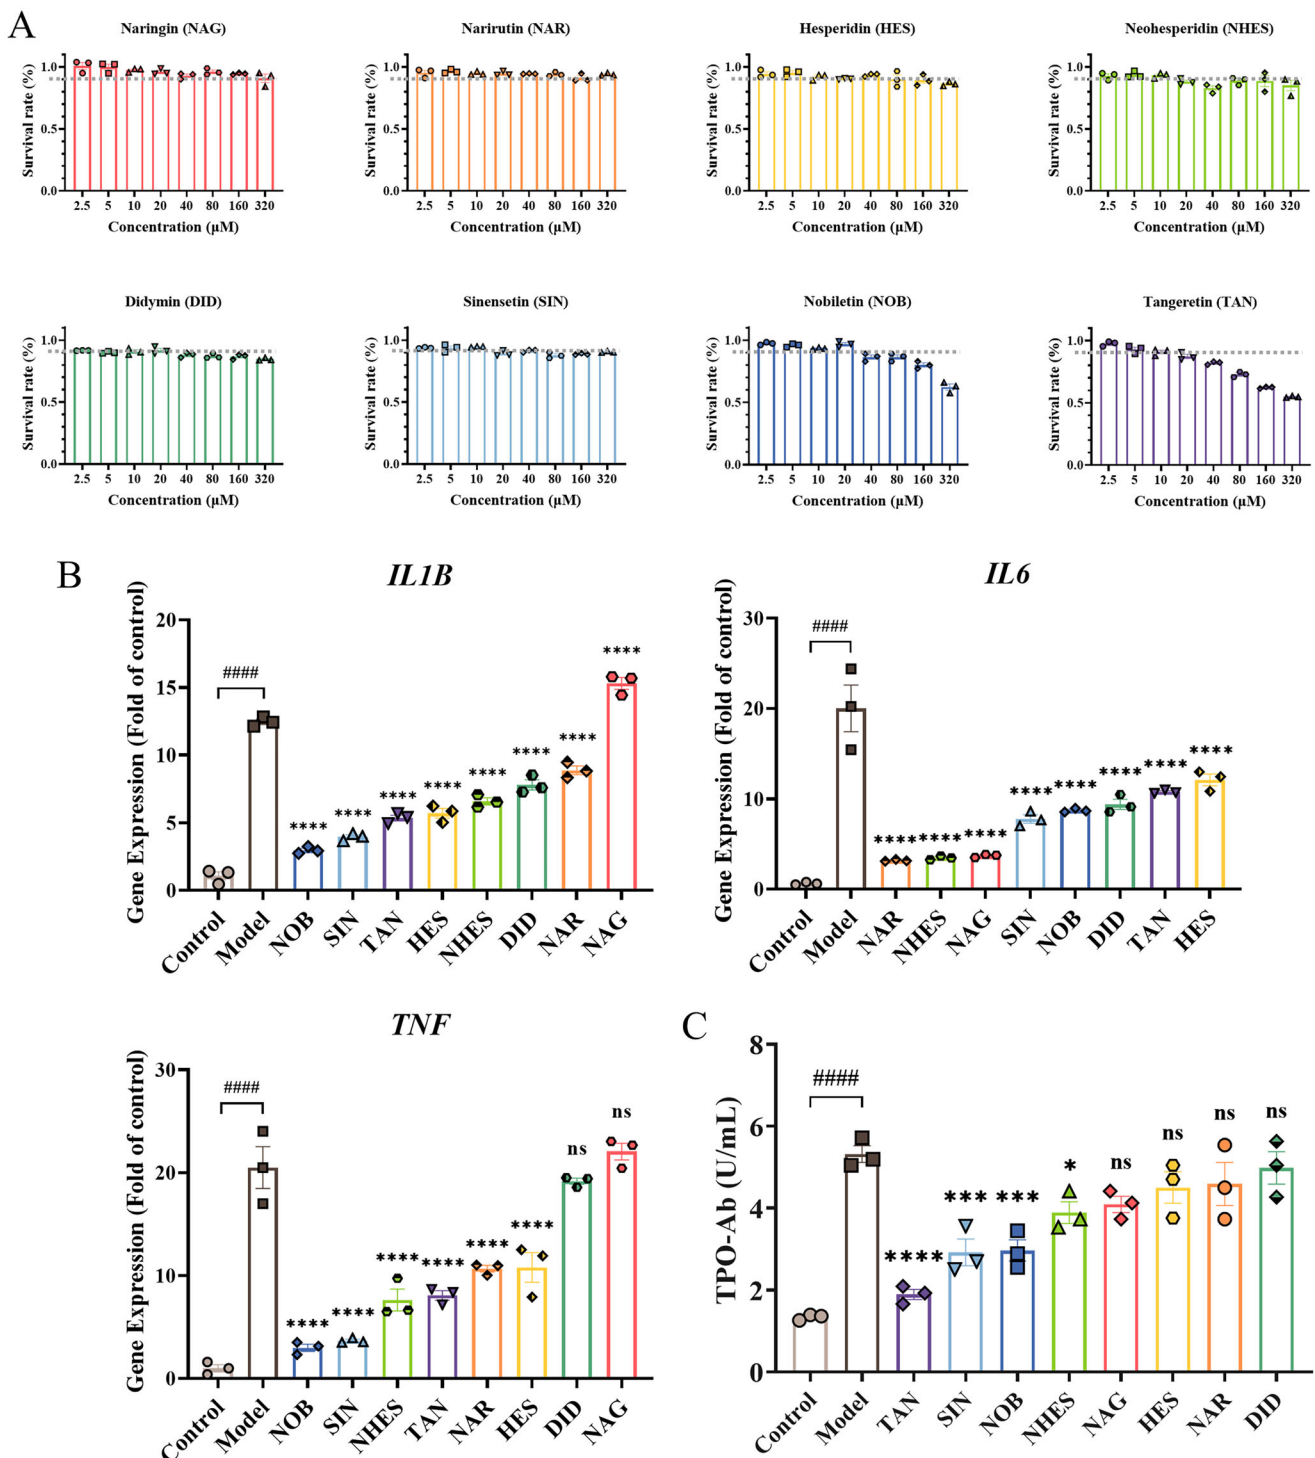 A
Naringin (NAG)
Survival rate (%)
1.0
0.5
0.0
2.5 5 10 20 40 80 160 320
Concentration (μM)
Narirutin (NAR)
Survival rate (%)
1.0
0.5
0.0
2.5 5 10 20 40 80 160 320
Concentration (μM)
Hesperidin (HES)
Survival rate (%)
1.0
0.5
0.0
2.5 5 10 20 40 80 160 320
Concentration (μM)
Neohesperidin (NHES)
Survival rate (%)
1.0
0.5
0.0
2.5 5 10 20 40 80 160 320
Concentration (μM)
Didymin (DID)
Survival rate (%)
1.0
0.5
0.0
2.5 5 10 20 40 80 160 320
Concentration (μM)
Sinensetin (SIN)
Survival rate (%)
1.0
0.5
0.0
2.5 5 10 20 40 80 160 320
Concentration (μM)
Nobiletin (NOB)
Survival rate (%)
1.0
0.5
0.0
2.5 5 10 20 40 80 160 320
Concentration (μM)
Tangeretin (TAN)
Survival rate (%)
1.0
0.5
0.0
2.5 5 10 20 40 80 160 320
Concentration (μM)
B
IL1B
Gene Expression (Fold of control)
20
15
10
5
0
####
**** **** **** **** **** **** **** ****
Control Model NOB SIN TAN HES NHES DID NAR NAG
IL6
Gene Expression (Fold of control)
30
20
10
0
####
**** **** **** **** **** **** **** ****
Control Model NAR NHES NAG SIN NOB DID TAN HES
TNF
Gene Expression (Fold of control)
30
20
10
0
####
**** **** **** **** **** **** ns ns
Control Model NOB SIN NHES TAN NAR HES DID NAG
C
TPO-Ab (U/mL)
8
6
4
2
0
####
**** *** *** * ns ns ns ns
Control Model TAN SIN NOB NHES NAG HES NAR DID